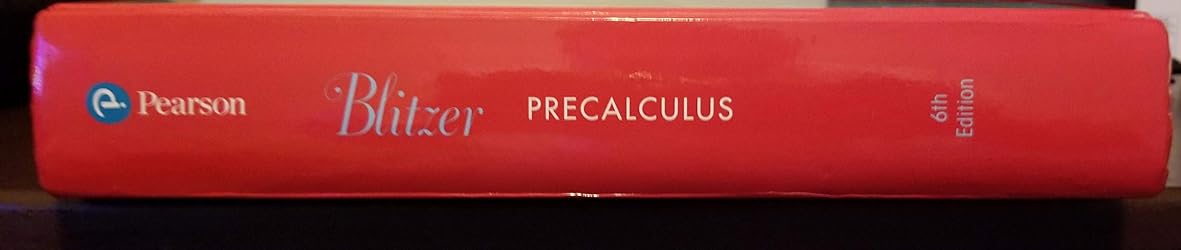 Pearson
Blitzer
PRECALCULUS
6th
Edition